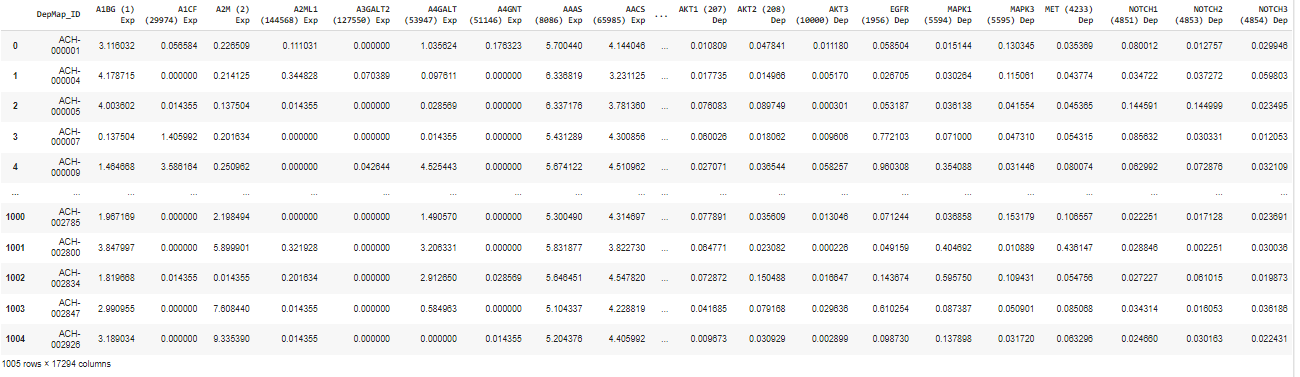 DepMap_ID A1BG (1) Exp A1CF (29974) Exp A2M (2) Exp A2ML1 (144568) Exp A3GALT2 (127550) Exp A4GALT (53947) Exp A4GNT (51146) Exp AAAS (8086) Exp AACS (65985) Exp ... AKT1 (207) Dep AKT2 (208) Dep AKT3 (10000) Dep EGFR (1956) Dep MAPK1 (5594) Dep MAPK3 (5595) Dep MET (4233) Dep NOTCH1 (4851) Dep NOTCH2 (4853) Dep NOTCH3 (4854) Dep
0 ACH-000001 3.116032 0.056584 0.226509 0.111031 0.000000 1.035624 0.176323 5.700440 4.144046 ... 0.010809 0.047841 0.011180 0.058504 0.015144 0.130345 0.035369 0.080012 0.012757 0.029946
1 ACH-000004 4.178715 0.000000 0.214125 0.344828 0.070389 0.097611 0.000000 6.336819 3.231125 ... 0.017735 0.014966 0.005170 0.026705 0.030264 0.115061 0.043774 0.034722 0.037272 0.059803
2 ACH-000005 4.003602 0.014355 0.137504 0.014355 0.000000 0.028569 0.000000 6.337176 3.781360 ... 0.076083 0.089749 0.000301 0.053187 0.036138 0.041554 0.045365 0.144591 0.144999 0.023495
3 ACH-000007 0.137504 1.405992 0.201634 0.000000 0.000000 0.014355 0.000000 5.431289 4.300856 ... 0.060026 0.018062 0.009606 0.772103 0.071000 0.047310 0.054315 0.085632 0.030331 0.012053
4 ACH-000009 1.464668 3.586164 0.250962 0.000000 0.042644 4.525443 0.000000 5.674122 4.510962 ... 0.027071 0.036544 0.058257 0.960308 0.354088 0.031446 0.080074 0.062992 0.072876 0.032109
... ... ... ... ... ... ... ... ... ... ... ... ... ... ... ... ... ... ... ... ... ...
1000 ACH-002785 1.967169 0.000000 2.198494 0.000000 0.000000 1.490570 0.000000 5.300490 4.314697 ... 0.077891 0.035609 0.013046 0.071244 0.036858 0.153179 0.106557 0.022251 0.017128 0.023691
1001 ACH-002800 3.847997 0.000000 5.899901 0.321928 0.000000 3.206331 0.000000 5.831877 3.822730 ... 0.064771 0.023082 0.000226 0.049159 0.404692 0.010889 0.436147 0.028846 0.002251 0.030036
1002 ACH-002834 1.819668 0.014355 0.014355 0.201634 0.000000 2.912650 0.028569 5.646451 4.547820 ... 0.072872 0.150488 0.016647 0.143674 0.595750 0.109431 0.054756 0.027227 0.061015 0.019873
1003 ACH-002847 2.990955 0.000000 7.608440 0.014355 0.000000 0.584963 0.000000 5.104337 4.228819 ... 0.041685 0.079168 0.029636 0.610254 0.087387 0.050901 0.085068 0.034314 0.016053 0.036186
1004 ACH-002926 3.189034 0.000000 9.335390 0.014355 0.000000 0.000000 0.014355 5.204376 4.405992 ... 0.009673 0.030929 0.002899 0.098730 0.137898 0.031720 0.063296 0.024660 0.030163 0.022431
1005 rows × 17294 columns